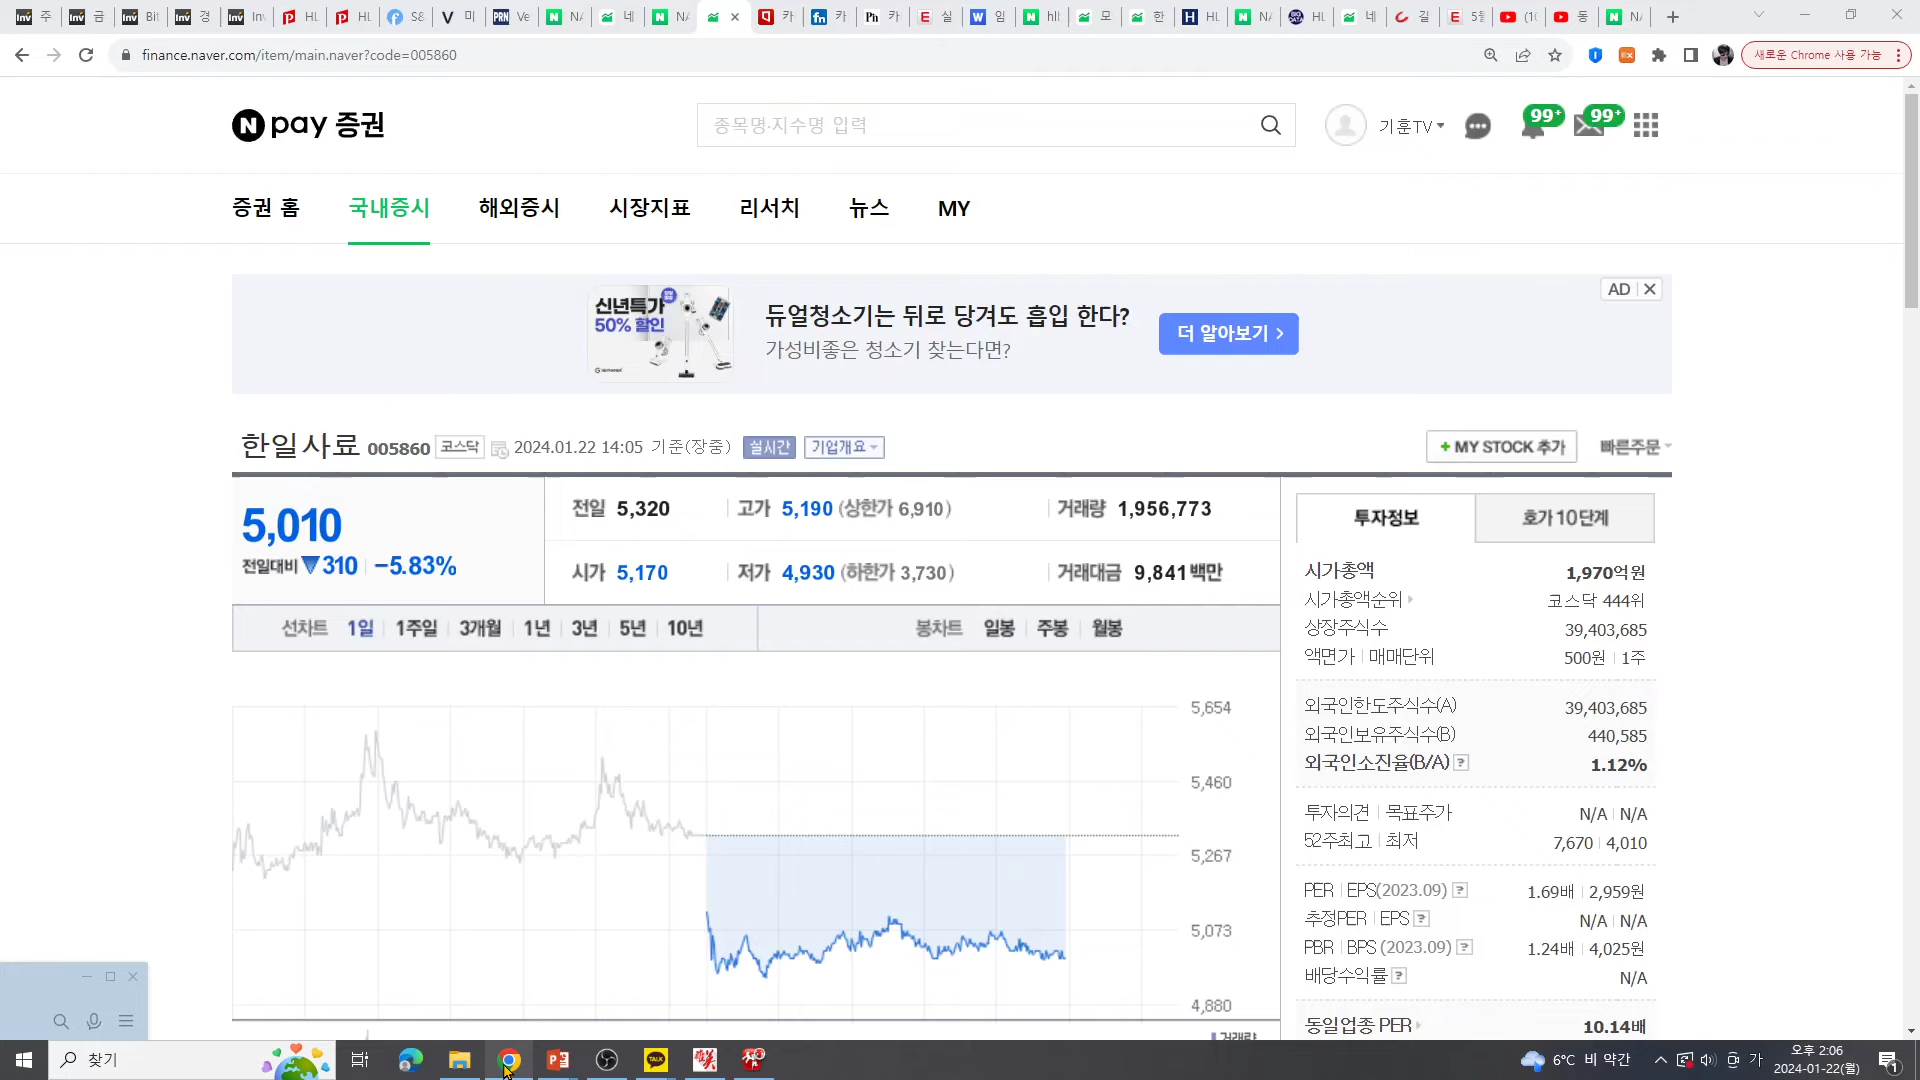 finance.naver.com/item/main.naver?code=005860
새로운 Chrome 사용 가능
N pay 증권
종목명·지수명 입력
기훈TV
99+
99+
증권 홈 국내증시 해외증시 시장지표 리서치 뉴스 MY
신년특가
50% 할인
듀얼청소기는 뒤로 당겨도 흡입 한다?
가성비좋은 청소기 찾는다면?
더 알아보기
AD
한일사료 005860 코스닥 2024.01.22 14:05 기준(장중) 실시간 기업개요
+ MY STOCK 추가 빠른주문
5,010
전일대비 ▼310 −5.83%
전일 5,320 고가 5,190 (상한가 6,910) 거래량 1,956,773
시가 5,170 저가 4,930 (하한가 3,730) 거래대금 9,841 백만
선차트 1일 1주일 3개월 1년 3년 5년 10년
봉차트 일봉 주봉 월봉
5,654
5,460
5,267
5,073
4,880
거래량
투자정보 호가 10단계
시가총액 1,970억원
시가총액순위 코스닥 444위
상장주식수 39,403,685
액면가 매매단위 500원 1주
외국인한도주식수(A) 39,403,685
외국인보유주식수(B) 440,585
외국인소진율(B/A) ? 1.12%
투자의견 목표주가 N/A N/A
52주최고 최저 7,670 4,010
PER EPS(2023.09) ? 1.69배 2,959원
추정PER EPS ? N/A N/A
PBR BPS (2023.09) ? 1.24배 4,025원
배당수익률 ? N/A
동일업종 PER 10.14배
찾기
TALK
6°C 비 약간
가
오후 2:06
2024-01-22(월)
1